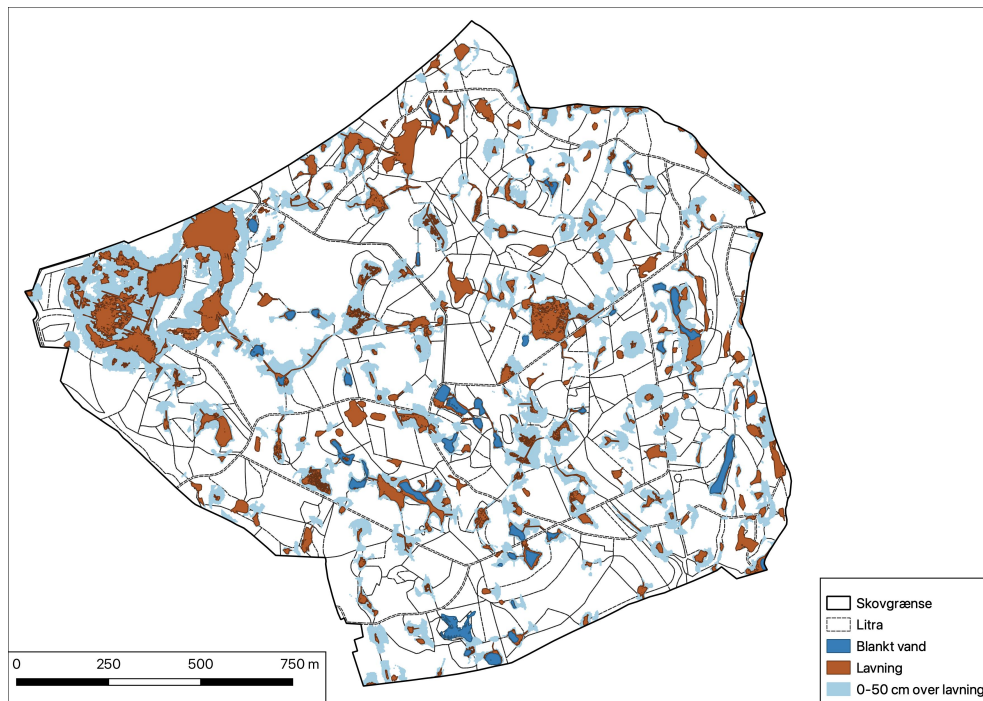 0 250 500 750 m
Skovgrænse
Litra
Blankt vand
Lavning
0-50 cm over lavning